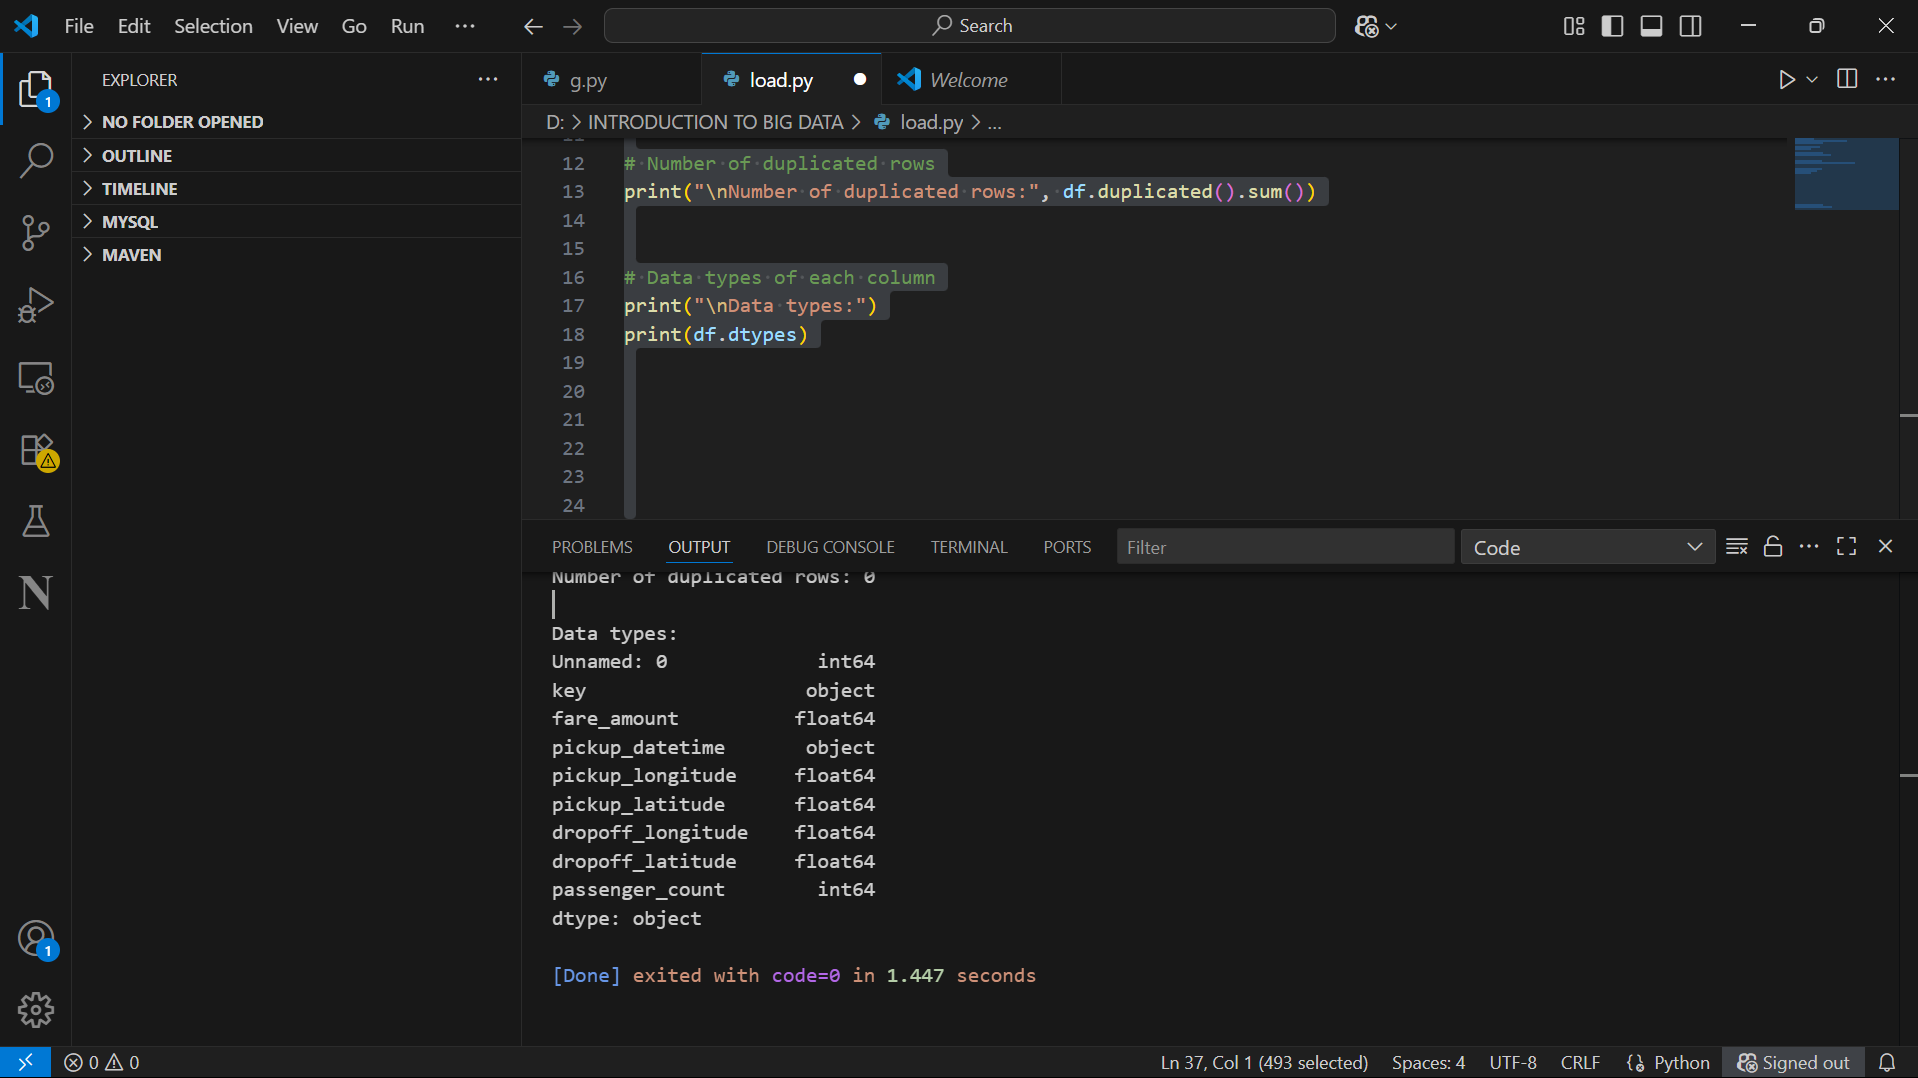 File Edit Selection View Go Run ··· Search
EXPLORER ···
NO FOLDER OPENED
OUTLINE
TIMELINE
MYSQL
MAVEN
1
g.py load.py Welcome
D: > INTRODUCTION TO BIG DATA > load.py > ...
12 # Number of duplicated rows
13 print("\nNumber of duplicated rows:", df.duplicated().sum())
14
15
16 # Data types of each column
17 print("\nData types:")
18 print(df.dtypes)
19
20
21
22
23
24
PROBLEMS OUTPUT DEBUG CONSOLE TERMINAL PORTS Filter Code
Number of duplicated rows: 0
Data types:
Unnamed: 0 int64
key object
fare_amount float64
pickup_datetime object
pickup_longitude float64
pickup_latitude float64
dropoff_longitude float64
dropoff_latitude float64
passenger_count int64
dtype: object
[Done] exited with code=0 in 1.447 seconds
N
1
0 0 Ln 37, Col 1 (493 selected) Spaces: 4 UTF-8 CRLF {} Python Signed out